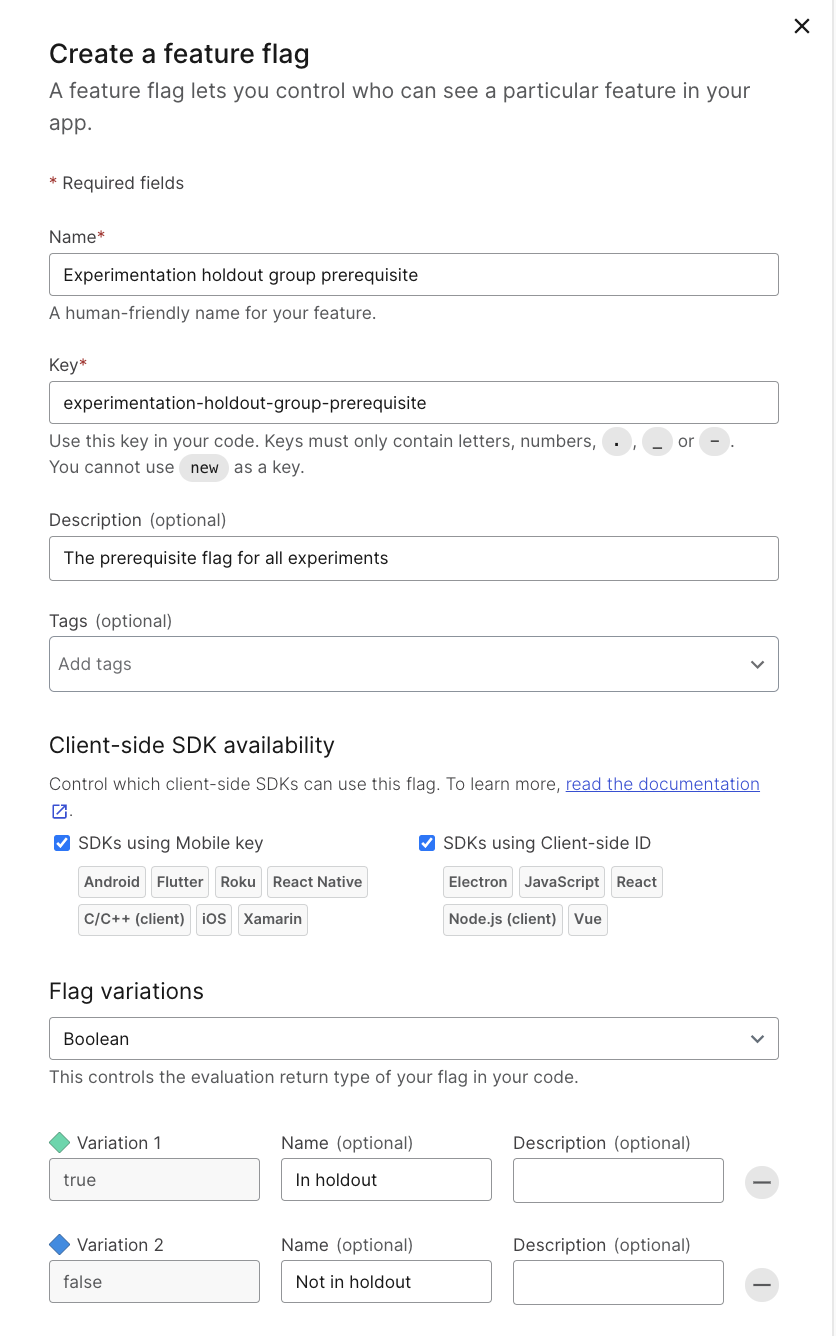 Create a feature flag
A feature flag lets you control who can see a particular feature in your
app.
* Required fields
Name*
Experimentation holdout group prerequisite
A human-friendly name for your feature.
Key*
experimentation-holdout-group-prerequisite
Use this key in your code. Keys must only contain letters, numbers, . , _ or - .
You cannot use new as a key.
Description (optional)
The prerequisite flag for all experiments
Tags (optional)
Add tags
Client-side SDK availability
Control which client-side SDKs can use this flag. To learn more, read the documentation
.
SDKs using Mobile key
Android Flutter Roku React Native
C/C++ (client) iOS Xamarin
SDKs using Client-side ID
Electron JavaScript React
Node.js (client) Vue
Flag variations
Boolean
This controls the evaluation return type of your flag in your code.
Variation 1 Name (optional) Description (optional)
true In holdout
Variation 2 Name (optional) Description (optional)
false Not in holdout